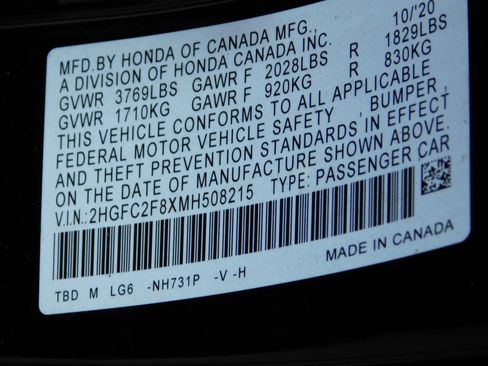 MFD.BY HONDA OF CANADA MFG., 10/'20
A DIVISION OF HONDA CANADA INC.
GVWR 3769LBS GAWR F 2028LBS R 1829LBS
GVWR 1710KG GAWR F 920KG R 830KG
THIS VEHICLE CONFORMS TO ALL APPLICABLE
FEDERAL MOTOR VEHICLE SAFETY , BUMPER,
AND THEFT PREVENTION STANDARDS IN EFFECT
ON THE DATE OF MANUFACTURE SHOWN ABOVE.
V.I.N.:2HGFC2F8XMH508215 TYPE: PASSENGER CAR
TBD M LG6 -NH731P -V -H MADE IN CANADA